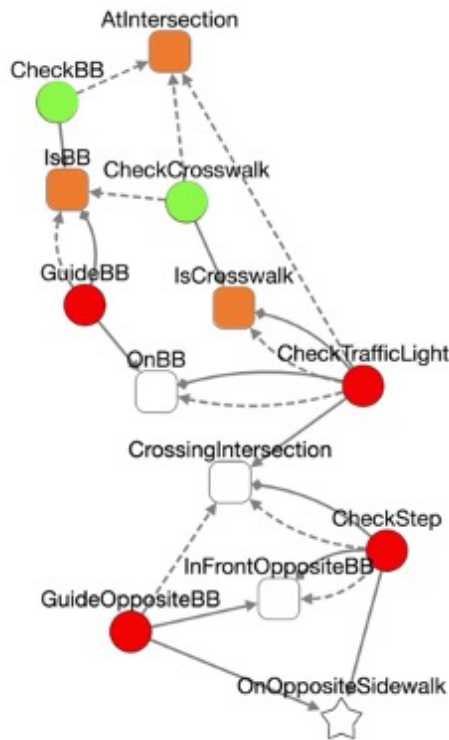 AtIntersection
CheckBB
IsBB
CheckCrosswalk
GuideBB
IsCrosswalk
OnBB
CheckTrafficLight
CrossingIntersection
CheckStep
InFrontOppositeBB
GuideOppositeBB
OnOppositeSidewalk